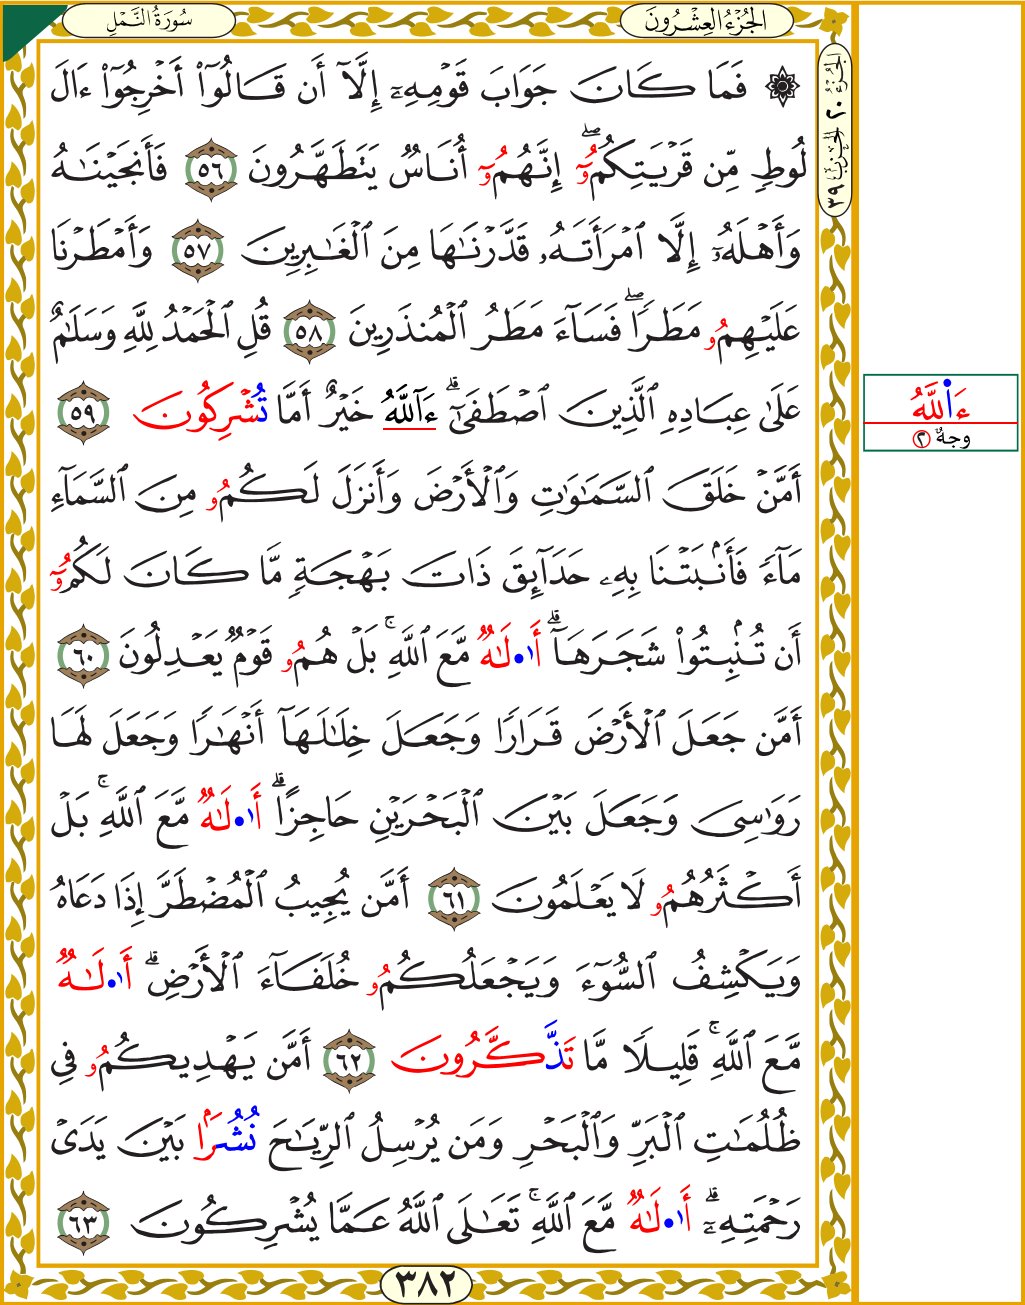 سُورَةُ النَّمْلِ
الجُزْءُ العِشْرُونَ
الجُزْءُ ٢٠ الحِزْبُ ٣٩
۞ فَمَا كَانَ جَوَابَ قَوْمِهِۦٓ إِلَّآ أَن قَالُوٓا۟ أَخْرِجُوٓا۟ ءَالَ
لُوطٍ مِّن قَرْيَتِكُمُۥٓ ۖ إِنَّهُمُۥٓ أُنَاسٌ يَتَطَهَّرُونَ ٥٦ فَأَنجَيْنَـٰهُ
وَأَهْلَهُۥٓ إِلَّا ٱمْرَأَتَهُۥ قَدَّرْنَـٰهَا مِنَ ٱلْغَـٰبِرِينَ ٥٧ وَأَمْطَرْنَا
عَلَيْهِمُۥ مَطَرًا ۖ فَسَآءَ مَطَرُ ٱلْمُنذَرِينَ ٥٨ قُلِ ٱلْحَمْدُ لِلَّهِ وَسَلَـٰمٌ
عَلَىٰ عِبَادِهِ ٱلَّذِينَ ٱصْطَفَىٰٓ ۗ ءَآللَّهُ خَيْرٌ أَمَّا تُشْرِكُونَ ٥٩
أَمَّنْ خَلَقَ ٱلسَّمَـٰوَٰتِ وَٱلْأَرْضَ وَأَنزَلَ لَكُمُۥ مِنَ ٱلسَّمَآءِ
مَآءً فَأَنۢبَتْنَا بِهِۦ حَدَآئِقَ ذَاتَ بَهْجَةٍ مَّا كَانَ لَكُمُۥٓ
أَن تُنۢبِتُوا۟ شَجَرَهَآ ۗ أَا۟لَـٰهٌ مَّعَ ٱللَّهِ ۚ بَلْ هُمُۥ قَوْمٌ يَعْدِلُونَ ٦٠
أَمَّن جَعَلَ ٱلْأَرْضَ قَرَارًا وَجَعَلَ خِلَـٰلَهَآ أَنْهَـٰرًا وَجَعَلَ لَهَا
رَوَٰسِىَ وَجَعَلَ بَيْنَ ٱلْبَحْرَيْنِ حَاجِزًا ۗ أَا۟لَـٰهٌ مَّعَ ٱللَّهِ ۚ بَلْ
أَكْثَرُهُمُۥ لَا يَعْلَمُونَ ٦١ أَمَّن يُجِيبُ ٱلْمُضْطَرَّ إِذَا دَعَاهُ
وَيَكْشِفُ ٱلسُّوٓءَ وَيَجْعَلُكُمُۥ خُلَفَآءَ ٱلْأَرْضِ ۗ أَا۟لَـٰهٌ
مَّعَ ٱللَّهِ ۚ قَلِيلًا مَّا تَذَّكَّرُونَ ٦٢ أَمَّن يَهْدِيكُمُۥ فِى
ظُلُمَـٰتِ ٱلْبَرِّ وَٱلْبَحْرِ وَمَن يُرْسِلُ ٱلرِّيَـٰحَ نُشُرًۢا بَيْنَ يَدَىْ
رَحْمَتِهِۦٓ ۗ أَا۟لَـٰهٌ مَّعَ ٱللَّهِ ۚ تَعَـٰلَى ٱللَّهُ عَمَّا يُشْرِكُونَ ٦٣
ءَا۬للَّهُ
وجهٌ ٢
٣٨٢